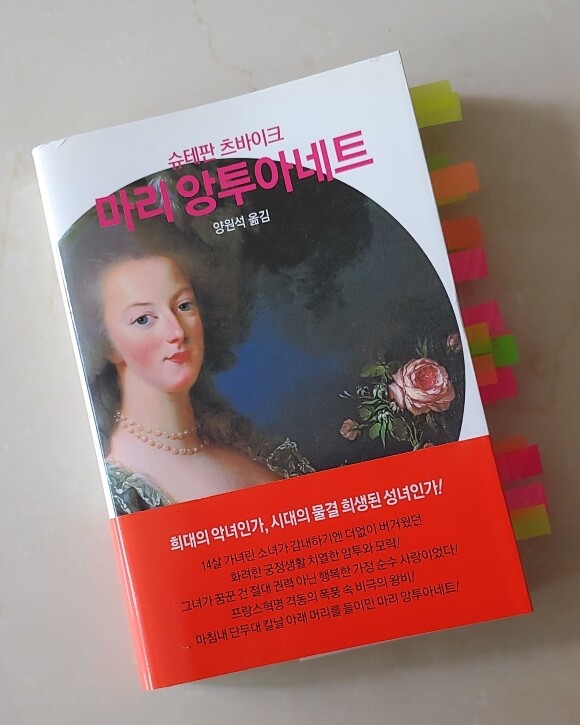 슈테판 츠바이크
마리 앙투아네트
양원석 옮김
희대의 악녀인가, 시대의 물결 희생된 성녀인가!
14살 가녀린 소녀가 감내하기엔 더없이 버거웠던
화려한 궁정생활 치열한 암투와 모략!
그녀가 꿈꾼 건 절대 권력 아닌 행복한 가정 순수 사랑이었다!
프랑스혁명 격동의 폭풍 속 비극의 왕비!
마침내 단두대 칼날 아래 머리를 들이민 마리 앙투아네트!